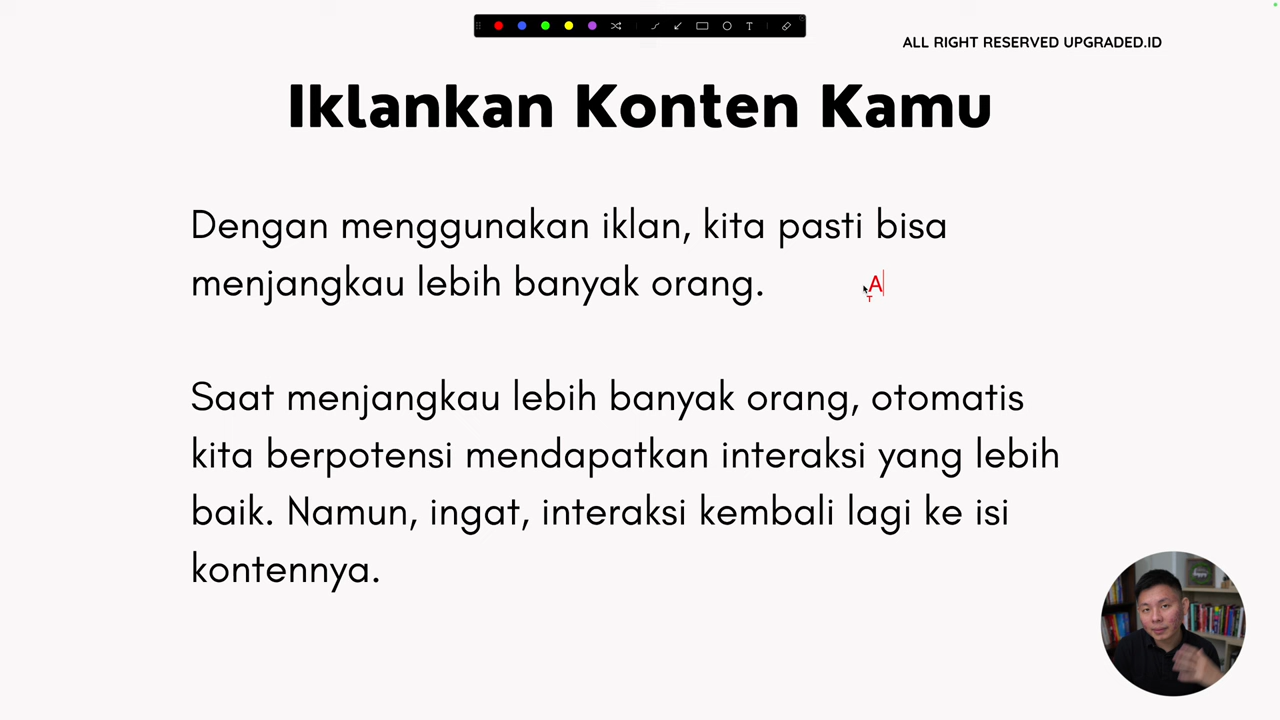 ALL RIGHT RESERVED UPGRADED.ID
Iklankan Konten Kamu
Dengan menggunakan iklan, kita pasti bisa
menjangkau lebih banyak orang.
A
Saat menjangkau lebih banyak orang, otomatis
kita berpotensi mendapatkan interaksi yang lebih
baik. Namun, ingat, interaksi kembali lagi ke isi
kontennya.